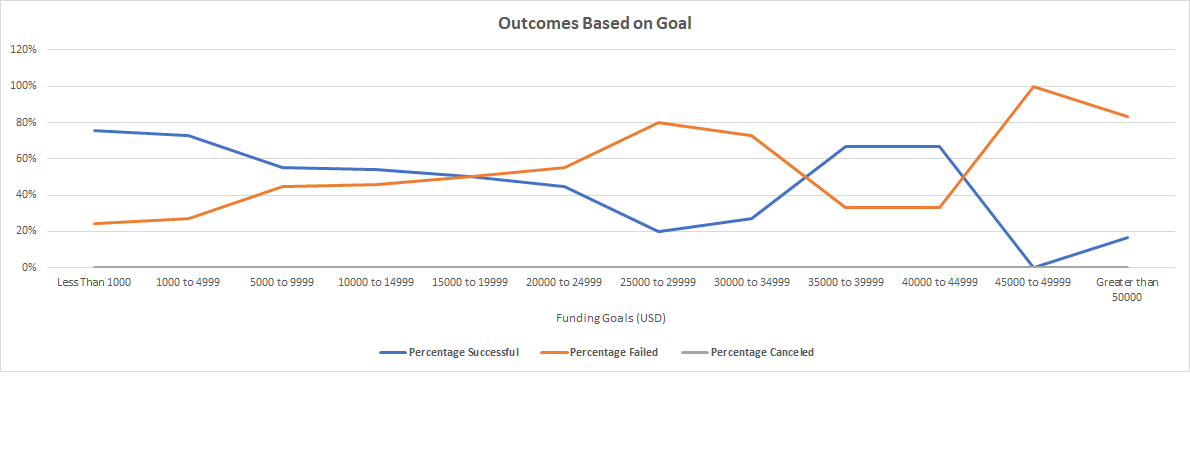 Outcomes Based on Goal
120%
100%
80%
60%
40%
20%
0%
Less Than 1000 1000 to 4999 5000 to 9999 10000 to 14999 15000 to 19999 20000 to 24999 25000 to 29999 30000 to 34999 35000 to 39999 40000 to 44999 45000 to 49999 Greater than
50000
Funding Goals (USD)
Percentage Successful Percentage Failed Percentage Canceled